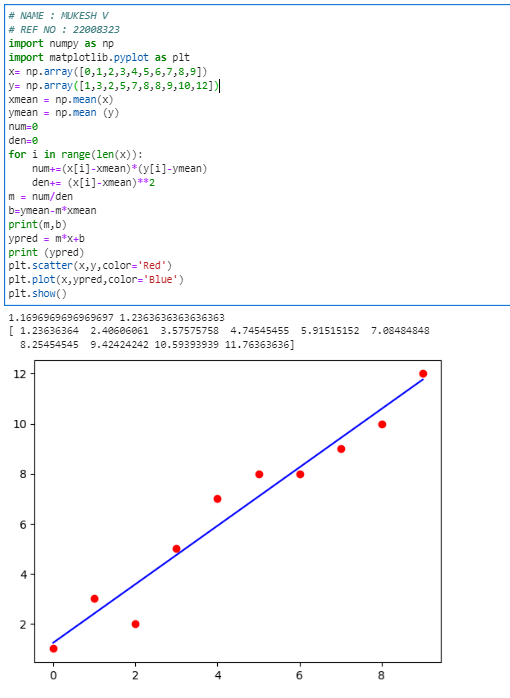 # NAME : MUKESH V
# REF NO : 22008323
import numpy as np
import matplotlib.pyplot as plt
x= np.array([0,1,2,3,4,5,6,7,8,9])
y= np.array([1,3,2,5,7,8,8,9,10,12])
xmean = np.mean(x)
ymean = np.mean (y)
num=0
den=0
for i in range(len(x)):
    num+=(x[i]-xmean)*(y[i]-ymean)
    den+= (x[i]-xmean)**2
m = num/den
b=ymean-m*xmean
print(m,b)
ypred = m*x+b
print (ypred)
plt.scatter(x,y,color='Red')
plt.plot(x,ypred,color='Blue')
plt.show()
1.1696969696969697 1.2363636363636363
[ 1.23636364  2.40606061  3.57575758  4.74545455  5.91515152  7.08484848
  8.25454545  9.42424242 10.59393939 11.76363636]
12
10
8
6
4
2
0 2 4 6 8